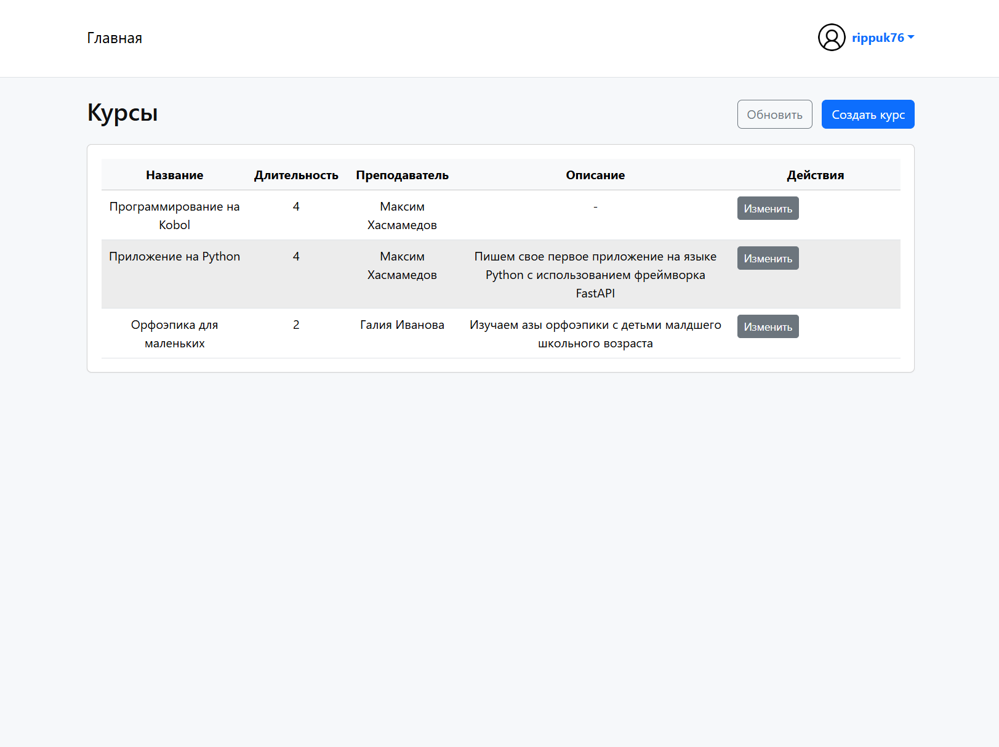 Главная
rippuk76
Курсы
Обновить
Создать курс
Название Длительность Преподаватель Описание Действия
Программирование на 4 Максим - Изменить
Kobol Хасмамедов
Приложение на Python 4 Максим Пишем свое первое приложение на языке Изменить
Хасмамедов Python с использованием фреймворка
FastAPI
Орфоэпика для 2 Галия Иванова Изучаем азы орфоэпики с детьми малдшего Изменить
маленьких школьного возраста